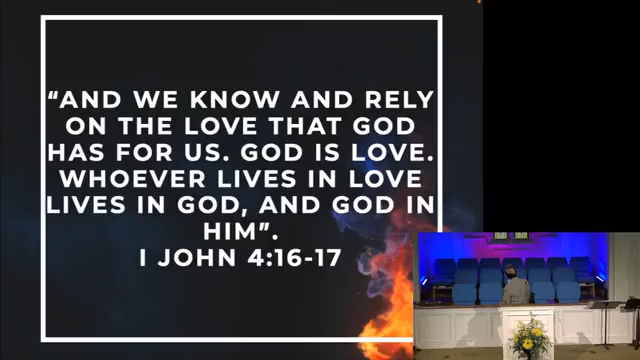 “AND WE KNOW AND RELY
ON THE LOVE THAT GOD
HAS FOR US. GOD IS LOVE.
WHOEVER LIVES IN LOVE
LIVES IN GOD, AND GOD IN
HIM”.
I JOHN 4:16-17